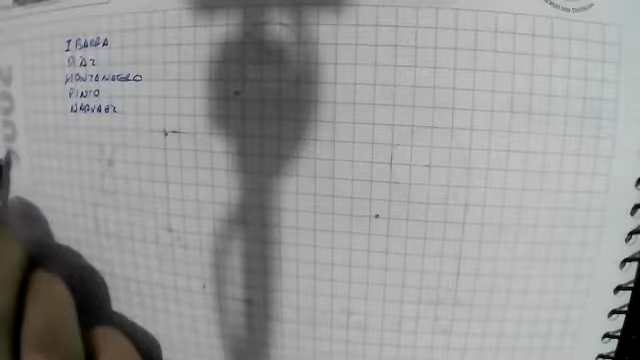 IBARRA
DÍAZ
MONTENEGRO
PINTO
NARVAEZ